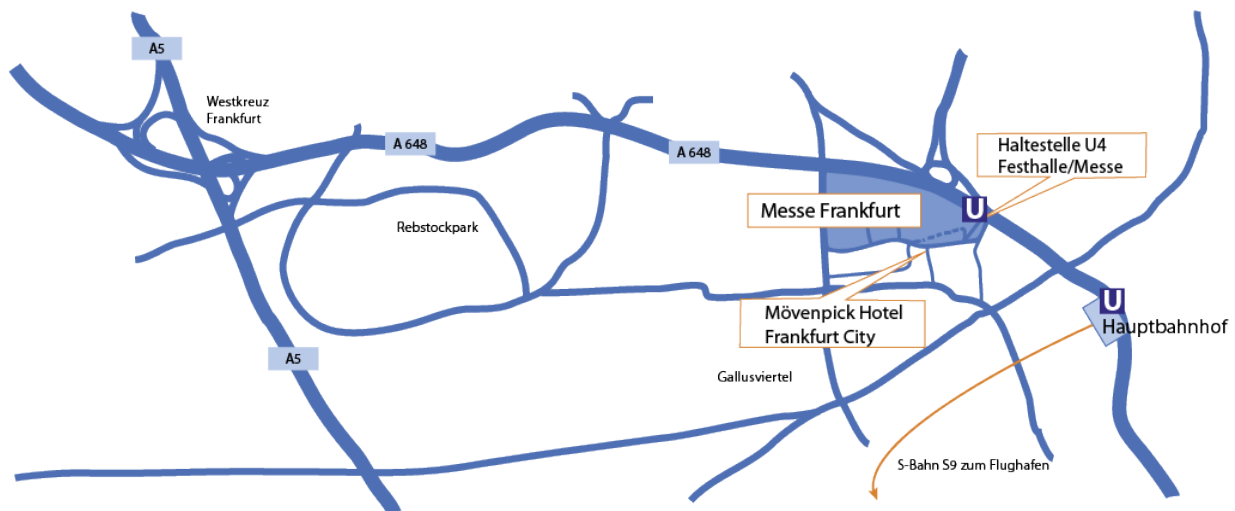 A5
Westkreuz
Frankfurt
A 648
A 648
Haltestelle U4
Festhalle/Messe
Messe Frankfurt
U
Rebstockpark
Mövenpick Hotel
Frankfurt City
U
Hauptbahnhof
A5
Gallusviertel
S-Bahn S9 zum Flughafen